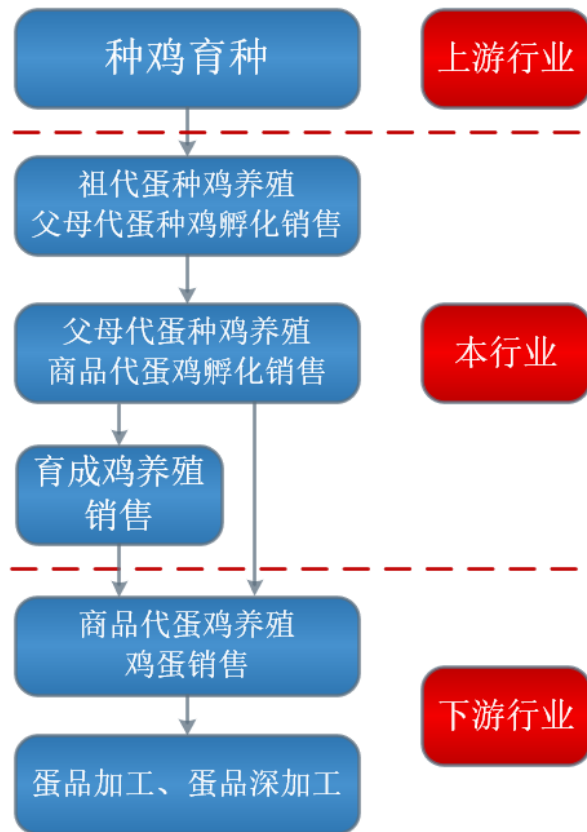 种鸡育种
上游行业
祖代蛋种鸡养殖
父母代蛋种鸡孵化销售
父母代蛋种鸡养殖
商品代蛋鸡孵化销售
本行业
育成鸡养殖
销售
商品代蛋鸡养殖
鸡蛋销售
下游行业
蛋品加工、蛋品深加工